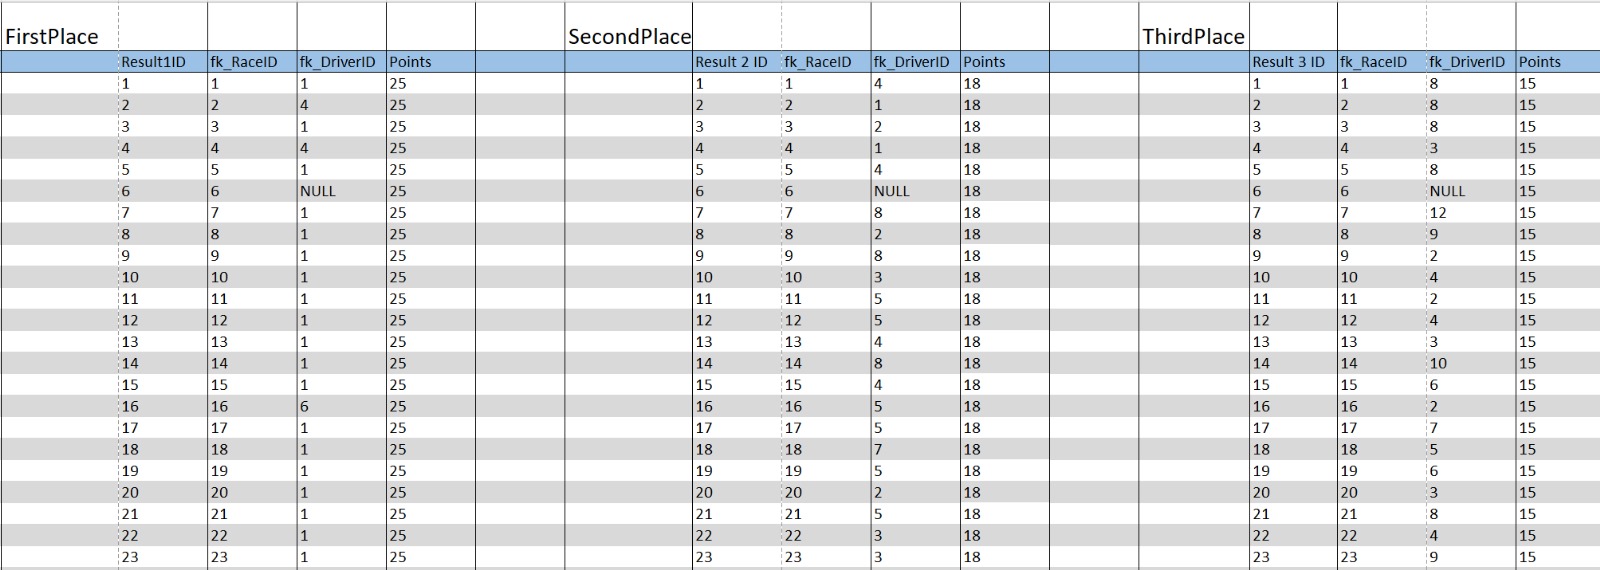 FirstPlace SecondPlace ThirdPlace
Result1ID fk_RaceID fk_DriverID Points Result 2 ID fk_RaceID fk_DriverID Points Result 3 ID fk_RaceID fk_DriverID Points
1 1 1 25 1 1 4 18 1 1 8 15
2 2 4 25 2 2 1 18 2 2 8 15
3 3 1 25 3 3 2 18 3 3 8 15
4 4 4 25 4 4 1 18 4 4 3 15
5 5 1 25 5 5 4 18 5 5 8 15
6 6 NULL 25 6 6 NULL 18 6 6 NULL 15
7 7 1 25 7 7 8 18 7 7 12 15
8 8 1 25 8 8 2 18 8 8 9 15
9 9 1 25 9 9 8 18 9 9 2 15
10 10 1 25 10 10 3 18 10 10 4 15
11 11 1 25 11 11 5 18 11 11 2 15
12 12 1 25 12 12 5 18 12 12 4 15
13 13 1 25 13 13 4 18 13 13 3 15
14 14 1 25 14 14 8 18 14 14 10 15
15 15 1 25 15 15 4 18 15 15 6 15
16 16 6 25 16 16 5 18 16 16 2 15
17 17 1 25 17 17 5 18 17 17 7 15
18 18 1 25 18 18 7 18 18 18 5 15
19 19 1 25 19 19 5 18 19 19 6 15
20 20 1 25 20 20 2 18 20 20 3 15
21 21 1 25 21 21 5 18 21 21 8 15
22 22 1 25 22 22 3 18 22 22 4 15
23 23 1 25 23 23 3 18 23 23 9 15